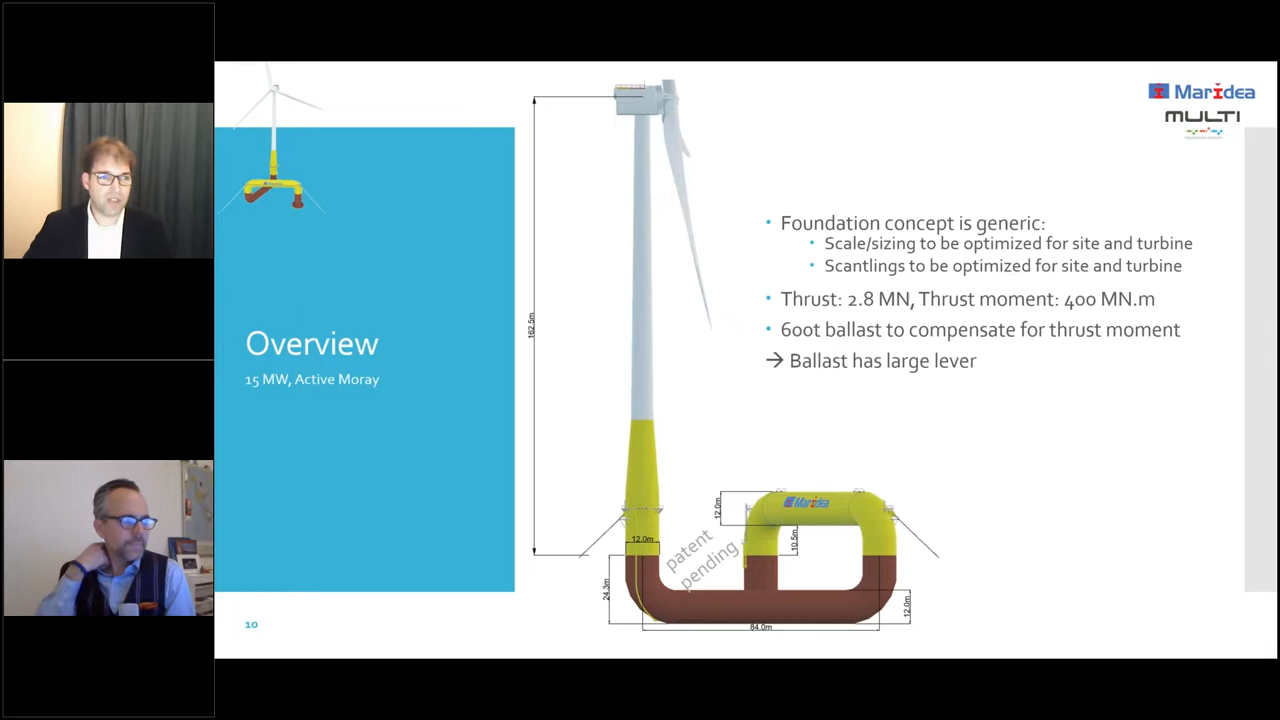 Maridea
MULTI
Overview
15 MW, Active Moray
• Foundation concept is generic:
• Scale/sizing to be optimized for site and turbine
• Scantlings to be optimized for site and turbine
• Thrust: 2.8 MN, Thrust moment: 400 MN.m
• 600t ballast to compensate for thrust moment
→ Ballast has large lever
162.5m
Maridea
12.0m
12.0m
10.5m
patent
pending
24.3m
12.0m
84.0m
10